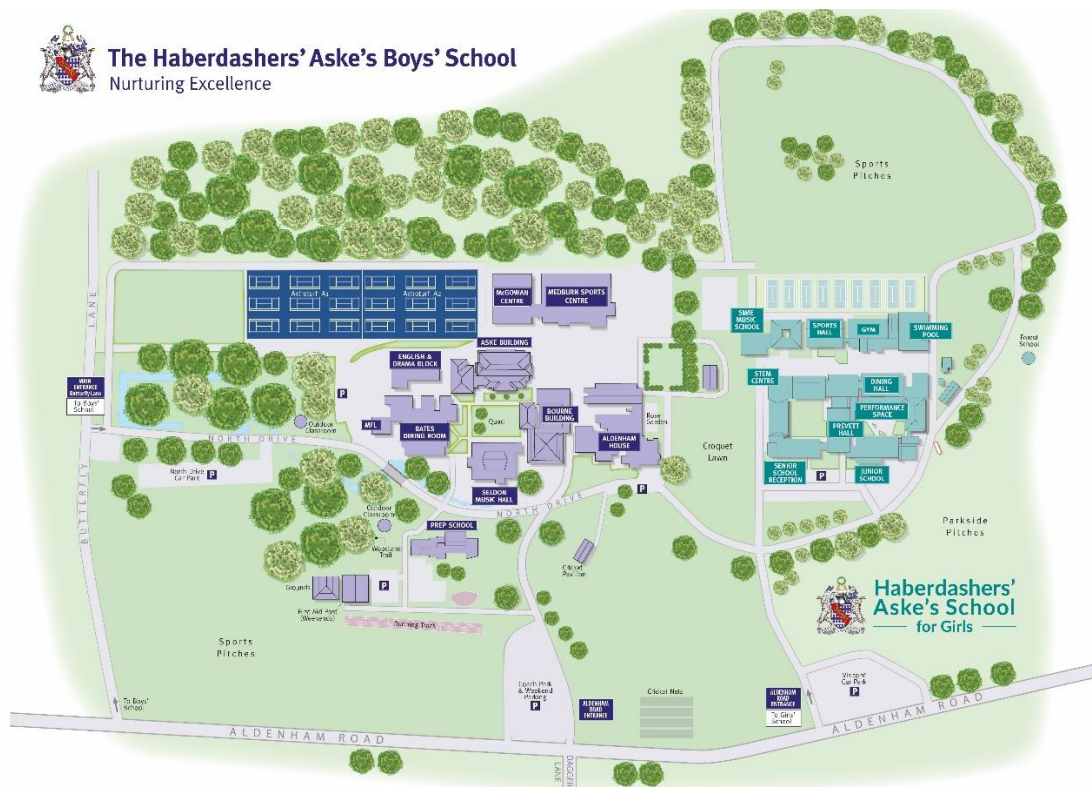 The Haberdashers' Aske's Boys' School
Nurturing Excellence
Sports
Pitches
Astroturf A1
Astroturf A2
McGOWAN
CENTRE
MEDBURN SPORTS
CENTRE
SIME
MUSIC
SCHOOL
SPORTS
HALL
GYM
SWIMMING
POOL
Forest
School
ENGLISH &
DRAMA BLOCK
ASKE BUILDING
STEM
CENTRE
DINING
HALL
PERFORMANCE
SPACE
PREVETT
HALL
MAIN
ENTRANCE
Butterfly Lane
To Boys'
School
BUTTERFLY LANE
P
Outdoor
Classroom
MFL
BATES
DINING ROOM
Quad
BOURNE
BUILDING
ALDENHAM
HOUSE
Rose
Garden
Croquet
Lawn
NORTH DRIVE
North Drive
Car Park
P
SELDON
MUSIC HALL
NORTH DRIVE
P
SENIOR
SCHOOL
RECEPTION
P
JUNIOR
SCHOOL
Outdoor
Classroom
Woodland
Trail
PREP SCHOOL
Cricket
Pavilion
Parkside
Pitches
Grounds
P
First Aid Post
(Weekends)
Running Track
Haberdashers'
Aske's School
for Girls
Sports
Pitches
To Boys'
School
Coach Park
& Weekend
Parking
P
ALDENHAM
ROAD
ENTRANCE
Cricket Nets
ALDENHAM
ROAD
ENTRANCE
To Girls'
School
Visitors'
Car Park
P
ALDENHAM ROAD
ALDENHAM ROAD
DAGGER
LANE